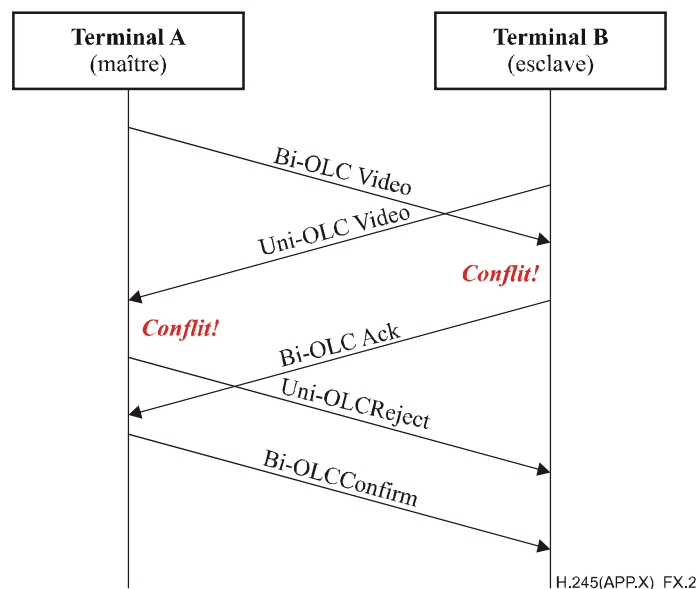 Terminal A
(maître)
Terminal B
(esclave)
Bi-OLC Video
Uni-OLC Video
Conflit!
Conflit!
Bi-OLC Ack
Uni-OLCReject
Bi-OLCConfirm
H.245(APP.X)_FX.2